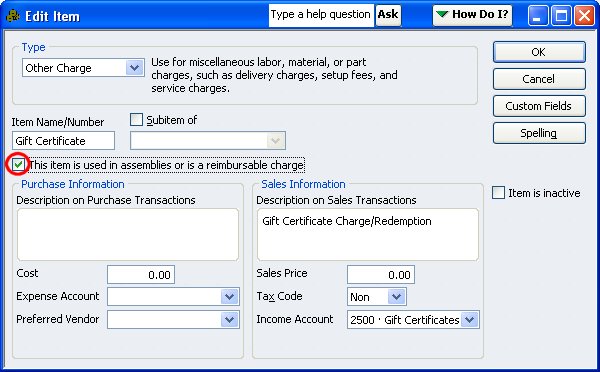 Edit Item
Type a help question Ask
How Do I?
Type
Other Charge
Use for miscellaneous labor, material, or part
charges, such as delivery charges, setup fees, and
service charges.
OK
Cancel
Custom Fields
Spelling
Item Name/Number
Subitem of
Gift Certificate
This item is used in assemblies or is a reimbursable charge
Purchase Information
Description on Purchase Transactions
Cost 0.00
Expense Account
Preferred Vendor
Sales Information
Description on Sales Transactions
Gift Certificate Charge/Redemption
Sales Price 0.00
Tax Code Non
Income Account 2500 · Gift Certificates
Item is inactive